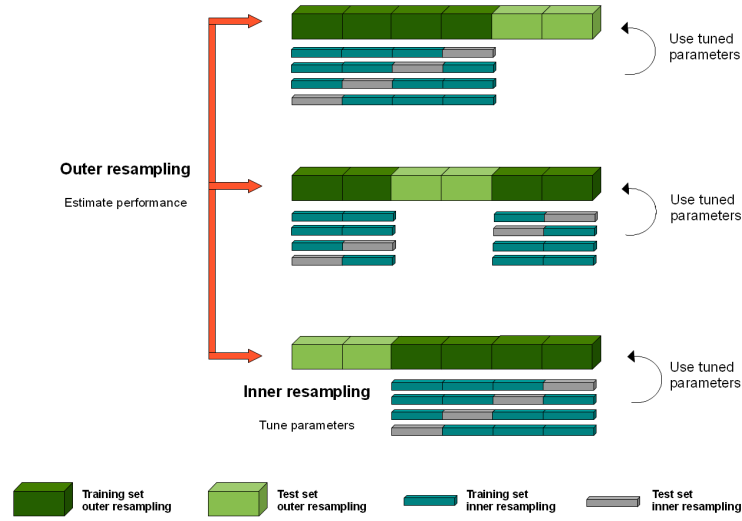 Use tuned
parameters
Outer resampling
Estimate performance
Use tuned
parameters
Inner resampling
Tune parameters
Use tuned
parameters
Training set
outer resampling
Test set
outer resampling
Training set
inner resampling
Test set
inner resampling